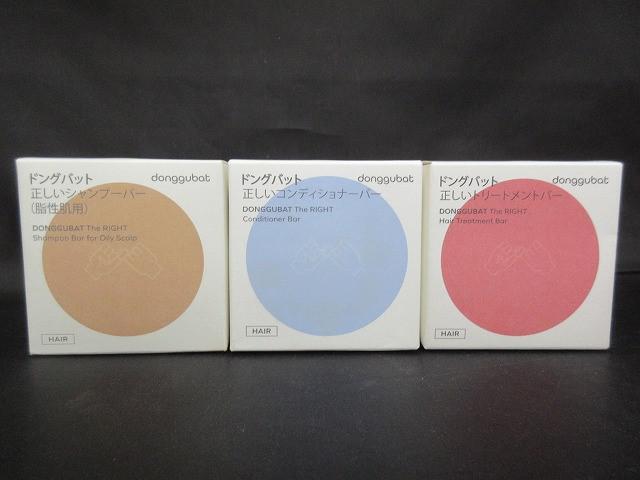 ドングバット
donggubat
正しいシャンプーバー
(脂性肌用)
DONGGUBAT The RIGHT
Shampoo Bar for Oily Scalp
HAIR
ドングバット
donggubat
正しいコンディショナーバー
DONGGUBAT The RIGHT
Conditioner Bar
HAIR
ドングバット
donggubat
正しいトリートメントバー
DONGGUBAT The RIGHT
Hair Treatment Bar
HAIR